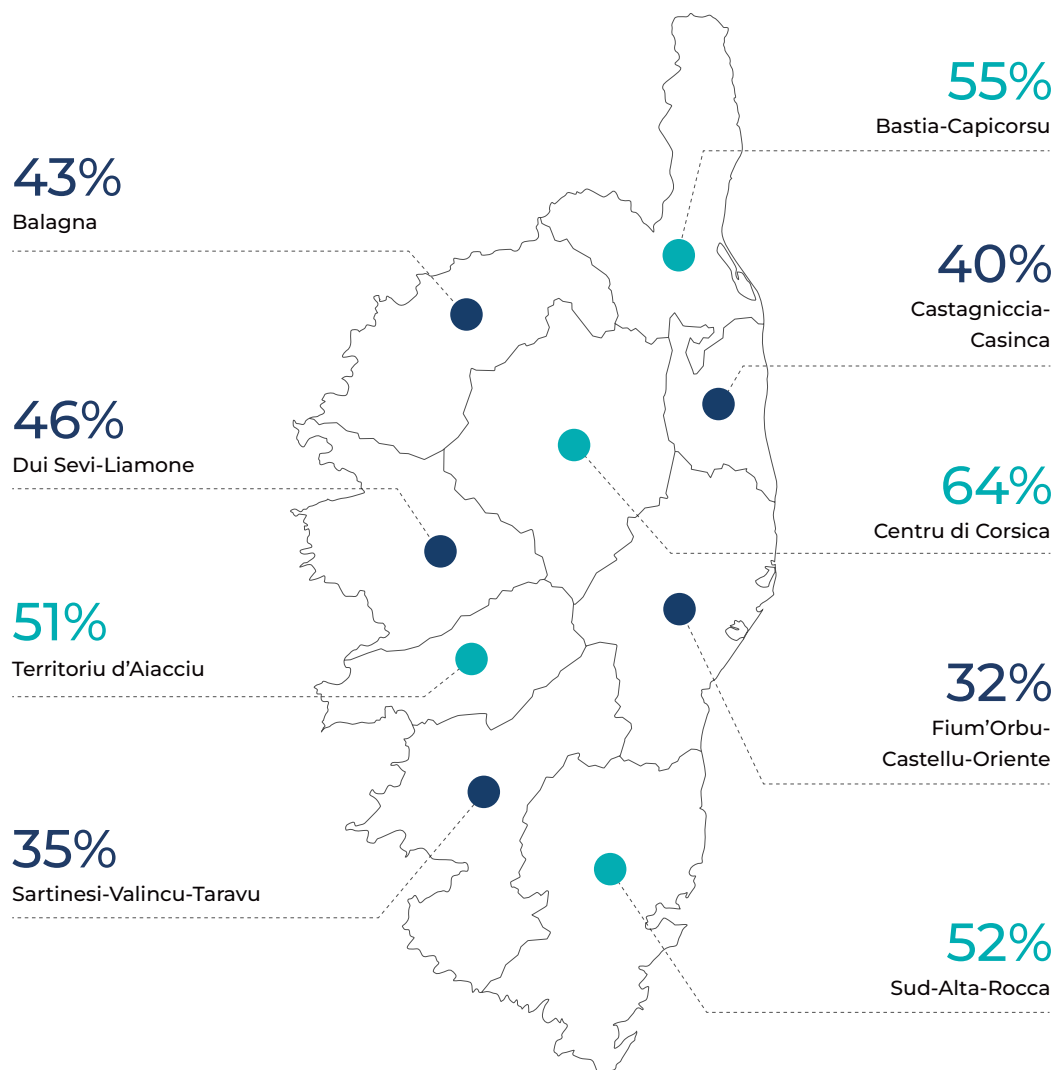 55%
Bastia-Capicorsu
43%
Balagna
40%
Castagniccia-
Casinca
46%
Dui Sevi-Liamone
64%
Centru di Corsica
51%
Territoriu d’Aiacciu
32%
Fium’Orbu-
Castellu-Oriente
35%
Sartinesi-Valincu-Taravu
52%
Sud-Alta-Rocca